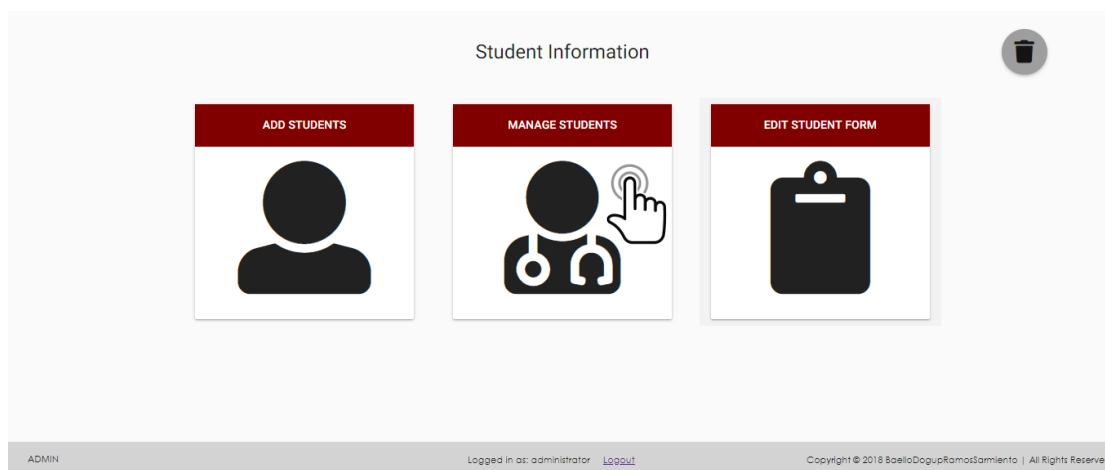 Student Information
ADD STUDENTS
MANAGE STUDENTS
EDIT STUDENT FORM
ADMIN
Logged in as: administrator Logout
Copyright © 2018 BaelloDogupRamosSarmiento | All Rights Reserve